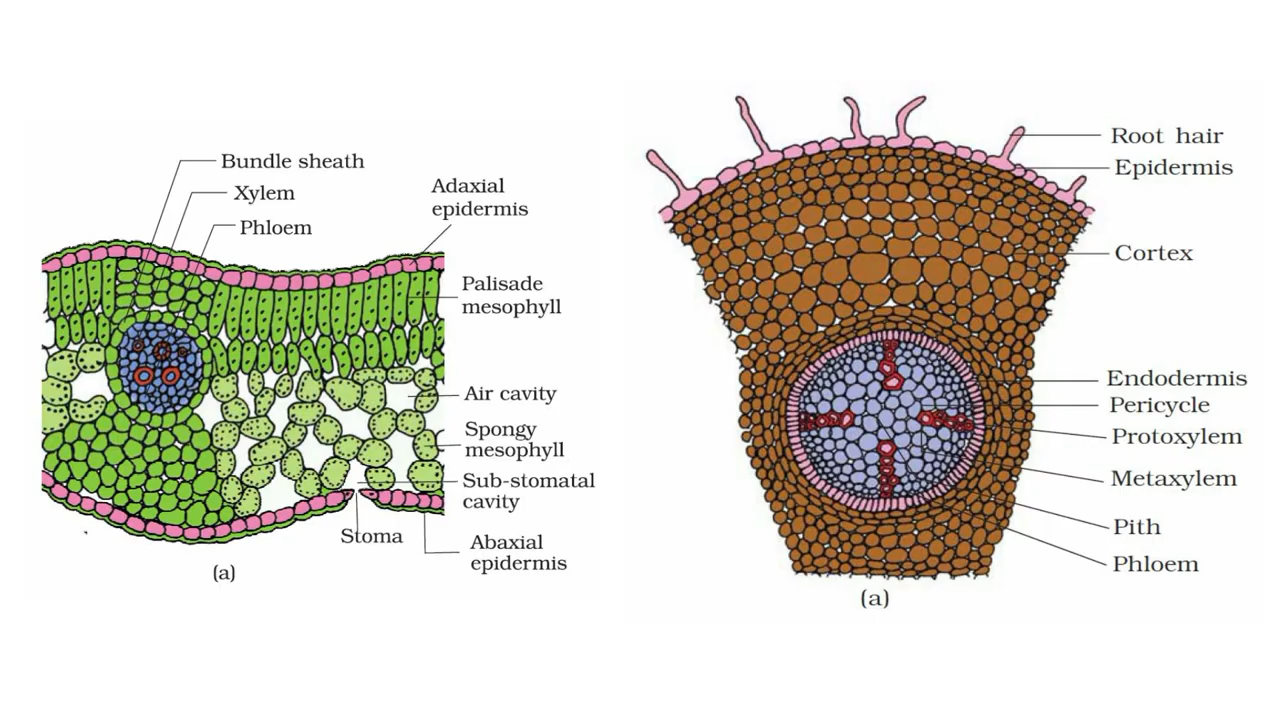 Bundle sheath
Xylem
Phloem
Adaxial
epidermis
Palisade
mesophyll
Air cavity
Spongy
mesophyll
Sub-stomatal
cavity
Stoma
Abaxial
epidermis
(a)
Root hair
Epidermis
Cortex
Endodermis
Pericycle
Protoxylem
Metaxylem
Pith
Phloem
(a)